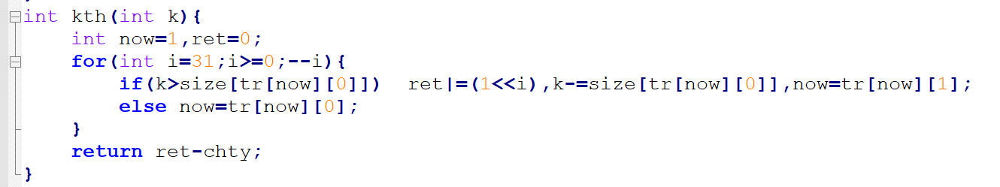 int kth(int k){
    int now=1,ret=0;
    for(int i=31;i>=0;--i){
        if(k>size[tr[now][0]])  ret|=(1<<i),k-=size[tr[now][0]],now=tr[now][1];
        else now=tr[now][0];
    }
    return ret-chty;
}